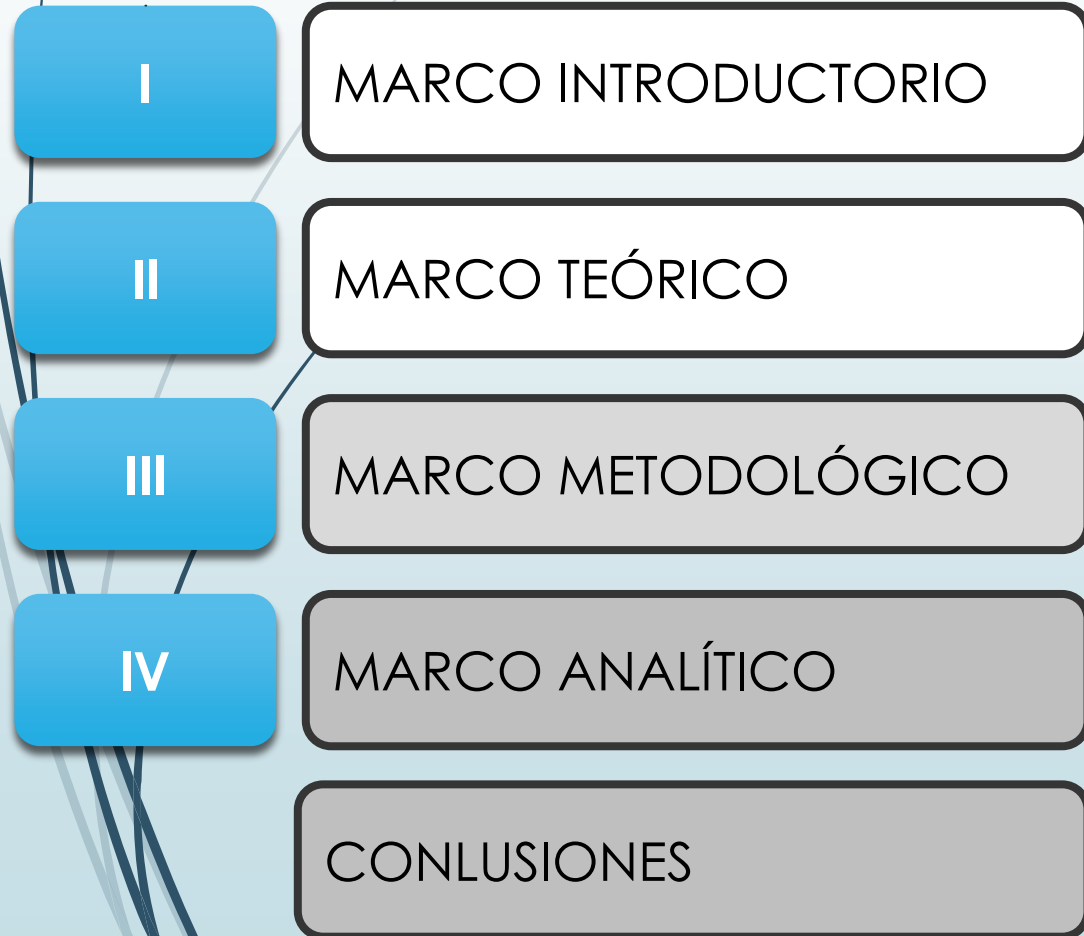 I
MARCO INTRODUCTORIO
II
MARCO TEÓRICO
III
MARCO METODOLÓGICO
IV
MARCO ANALÍTICO
CONLUSIONES